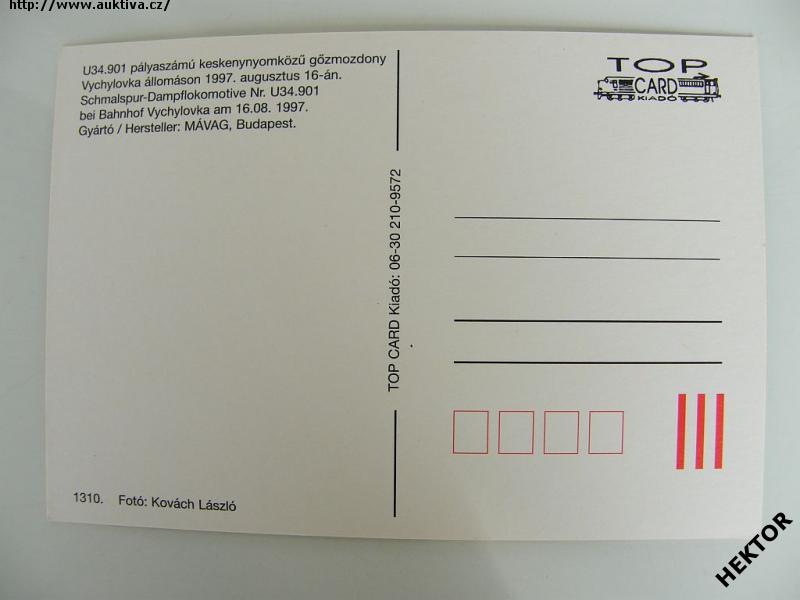 http://www.auktiva.cz/
U34.901 pályaszámú keskenynyomközű gőzmozdony
Vychylovka állomáson 1997. augusztus 16-án.
Schmalspur-Dampflokomotive Nr. U34.901
bei Bahnhof Vychylovka am 16.08. 1997.
Gyártó / Hersteller: MÁVAG, Budapest.
TOP
CARD
KIADÓ
TOP CARD Kiadó: 06-30 210-9572
1310. Fotó: Kovách László
HEKTOR